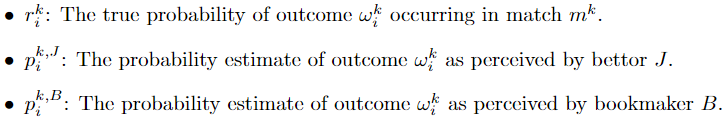 • $r_i^k$: The true probability of outcome $\omega_i^k$ occurring in match $m^k$.
• $p_i^{k,J}$: The probability estimate of outcome $\omega_i^k$ as perceived by bettor $J$.
• $p_i^{k,B}$: The probability estimate of outcome $\omega_i^k$ as perceived by bookmaker $B$.